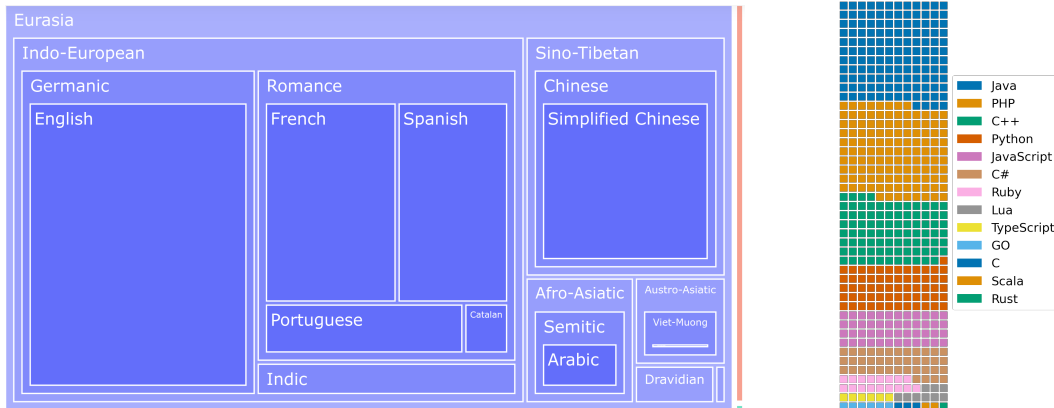 Eurasia
Indo-European
Germanic
English
Romance
French
Spanish
Portuguese
Catalan
Indic
Sino-Tibetan
Chinese
Simplified Chinese
Afro-Asiatic
Semitic
Arabic
Austro-Asiatic
Viet-Muong
Dravidian
Java
PHP
C++
Python
JavaScript
C#
Ruby
Lua
TypeScript
GO
C
Scala
Rust